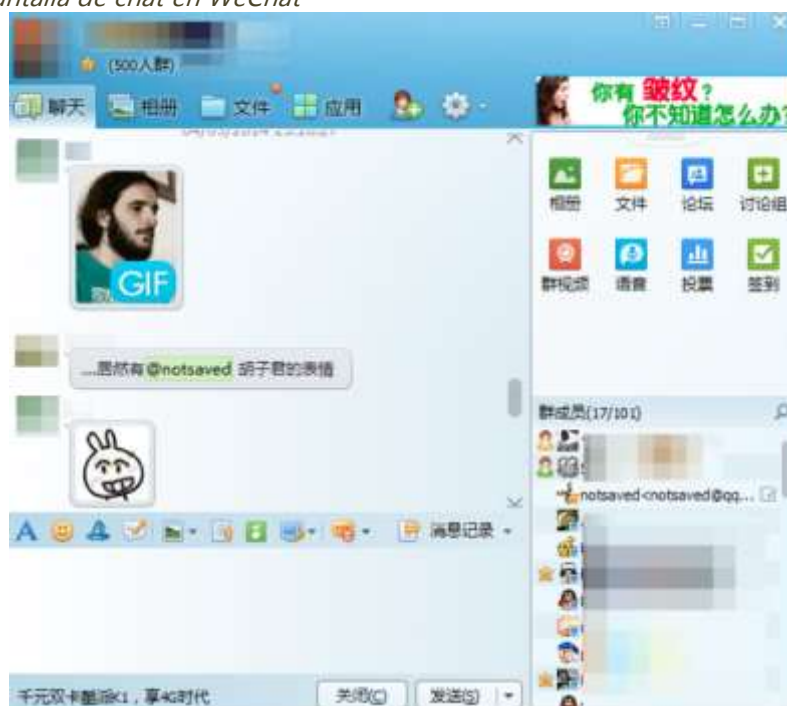 antalla de chat en WeChat
(500人群)
聊天 相册 文件 应用
你有 皱纹？
你不知道怎么办?
相册 文件 论坛 讨论组
群视频 语音 投票 签到
GIF
...居然有 @notsaved 胡子君的表情
群成员(17/101)
notsaved<notsaved@qq...
消息记录
千元双卡酷派K1，享4G时代
关闭(C) 发送(S)